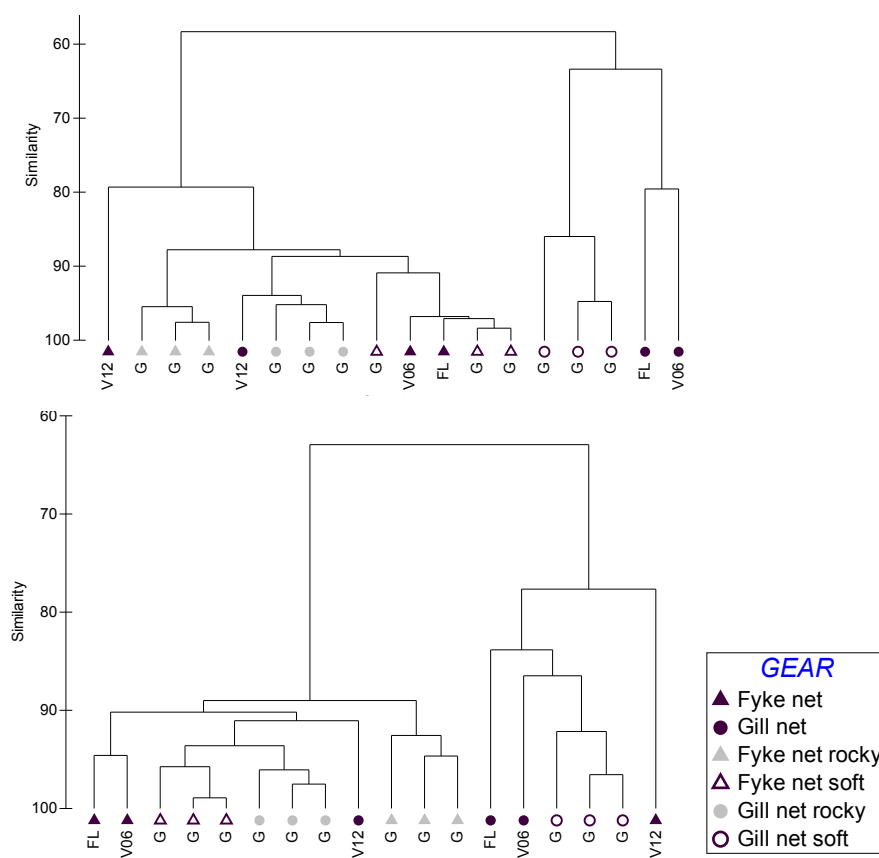 60
70
80
90
100
Similarity
V12 G G G V12 G G G G V06 FL G G G G G FL V06
60
70
80
90
100
Similarity
FL V06 G G G G G G V12 G G G FL V06 G G G V12
GEAR
Fyke net
Gill net
Fyke net rocky
Fyke net soft
Gill net rocky
Gill net soft